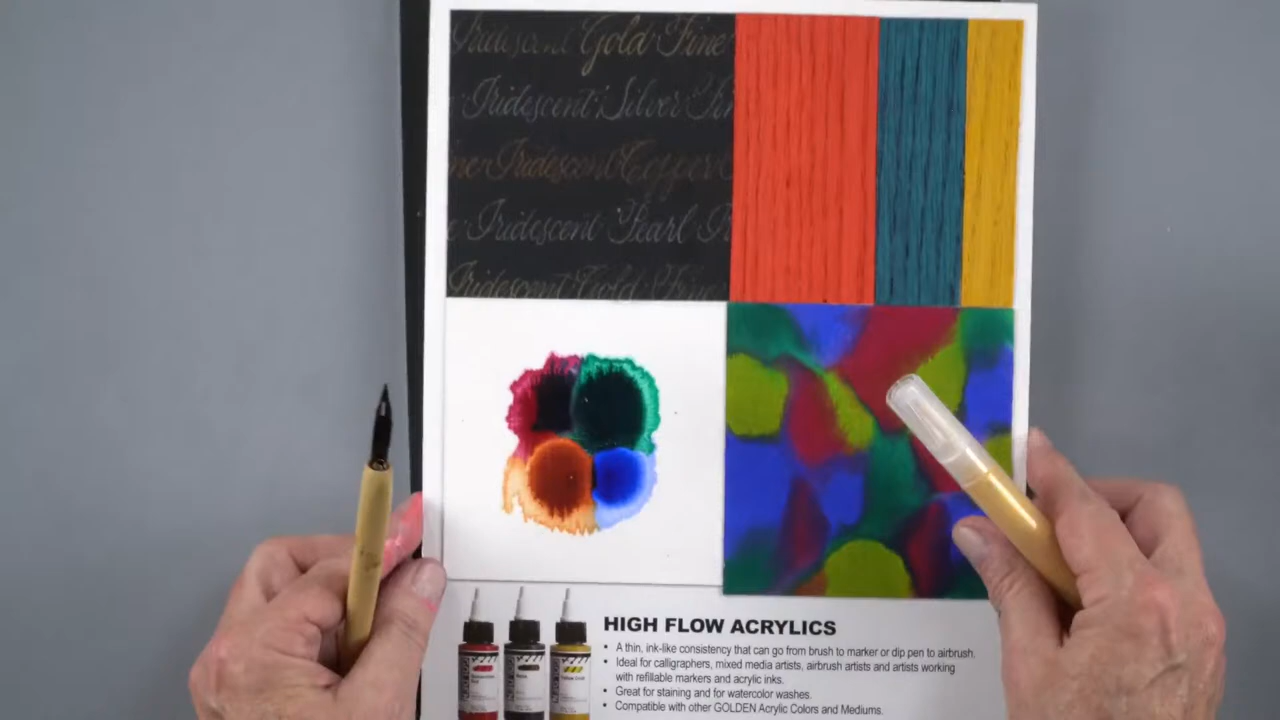 Iridescent Gold Fine
Iridescent Silver
Iridescent Copper
Iridescent Pearl
Iridescent Gold Fine
HIGH FLOW ACRYLICS
• A thin, ink-like consistency that can go from brush to marker or dip pen to airbrush.
• Ideal for calligraphers, mixed media artists, airbrush artists and artists working
with refillable markers and acrylic inks.
• Great for staining and for watercolor washes.
• Compatible with other GOLDEN Acrylic Colors and Mediums.